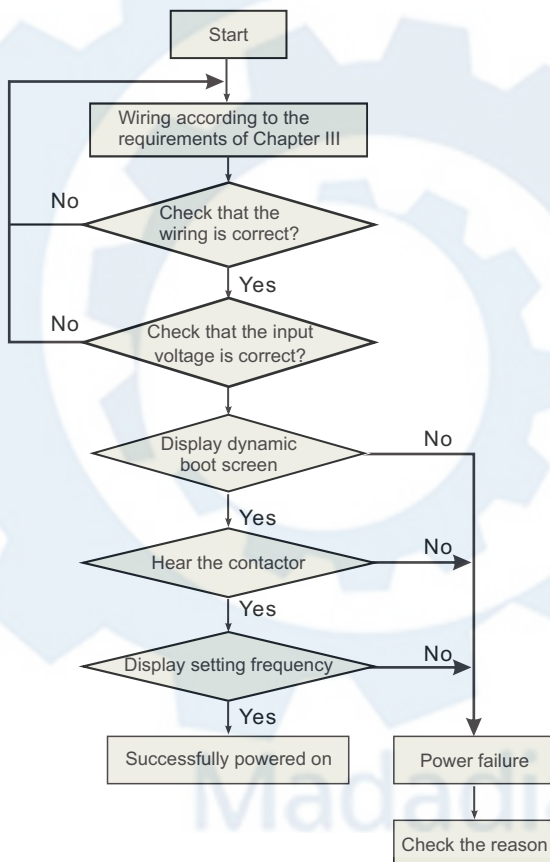 Start
Wiring according to the
requirements of Chapter III
No
Check that the
wiring is correct?
Yes
No
Check that the input
voltage is correct?
Display dynamic
boot screen
No
Yes
Hear the contactor
No
Yes
Display setting frequency
No
Yes
Successfully powered on
Power failure
Check the reason